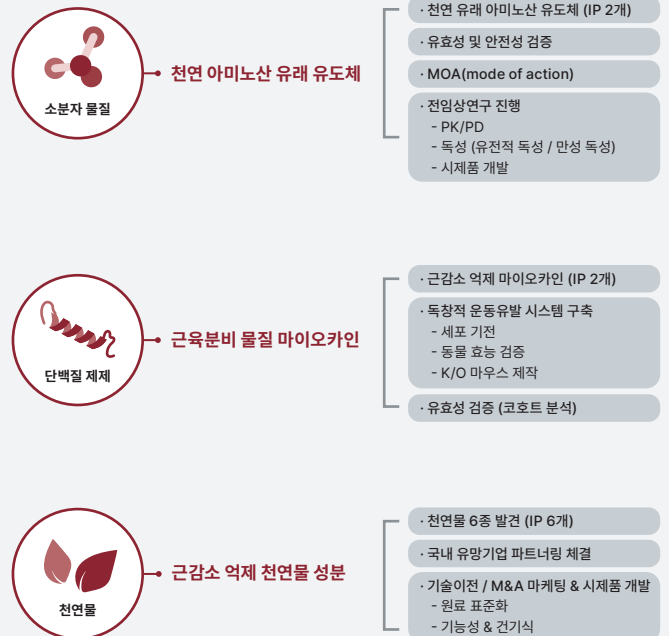 소분자 물질
천연 아미노산 유래 유도체
· 천연 유래 아미노산 유도체 (IP 2개)
· 유효성 및 안전성 검증
· MOA(mode of action)
· 전임상연구 진행
- PK/PD
- 독성 (유전적 독성 / 만성 독성)
- 시제품 개발
단백질 제제
근육분비 물질 마이오카인
· 근감소 억제 마이오카인 (IP 2개)
· 독창적 운동유발 시스템 구축
- 세포 기전
- 동물 효능 검증
- K/O 마우스 제작
· 유효성 검증 (코호트 분석)
천연물
근감소 억제 천연물 성분
· 천연물 6종 발견 (IP 6개)
· 국내 유망기업 파트너링 체결
· 기술이전 / M&A 마케팅 & 시제품 개발
- 원료 표준화
- 기능성 & 건기식